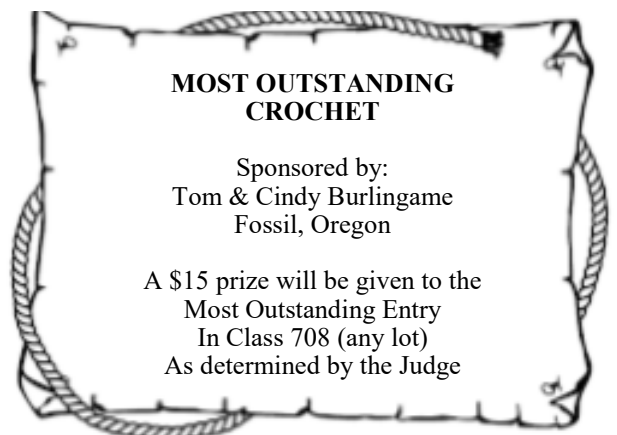 MOST OUTSTANDING
CROCHET
Sponsored by:
Tom & Cindy Burlingame
Fossil, Oregon
A $15 prize will be given to the
Most Outstanding Entry
In Class 708 (any lot)
As determined by the Judge